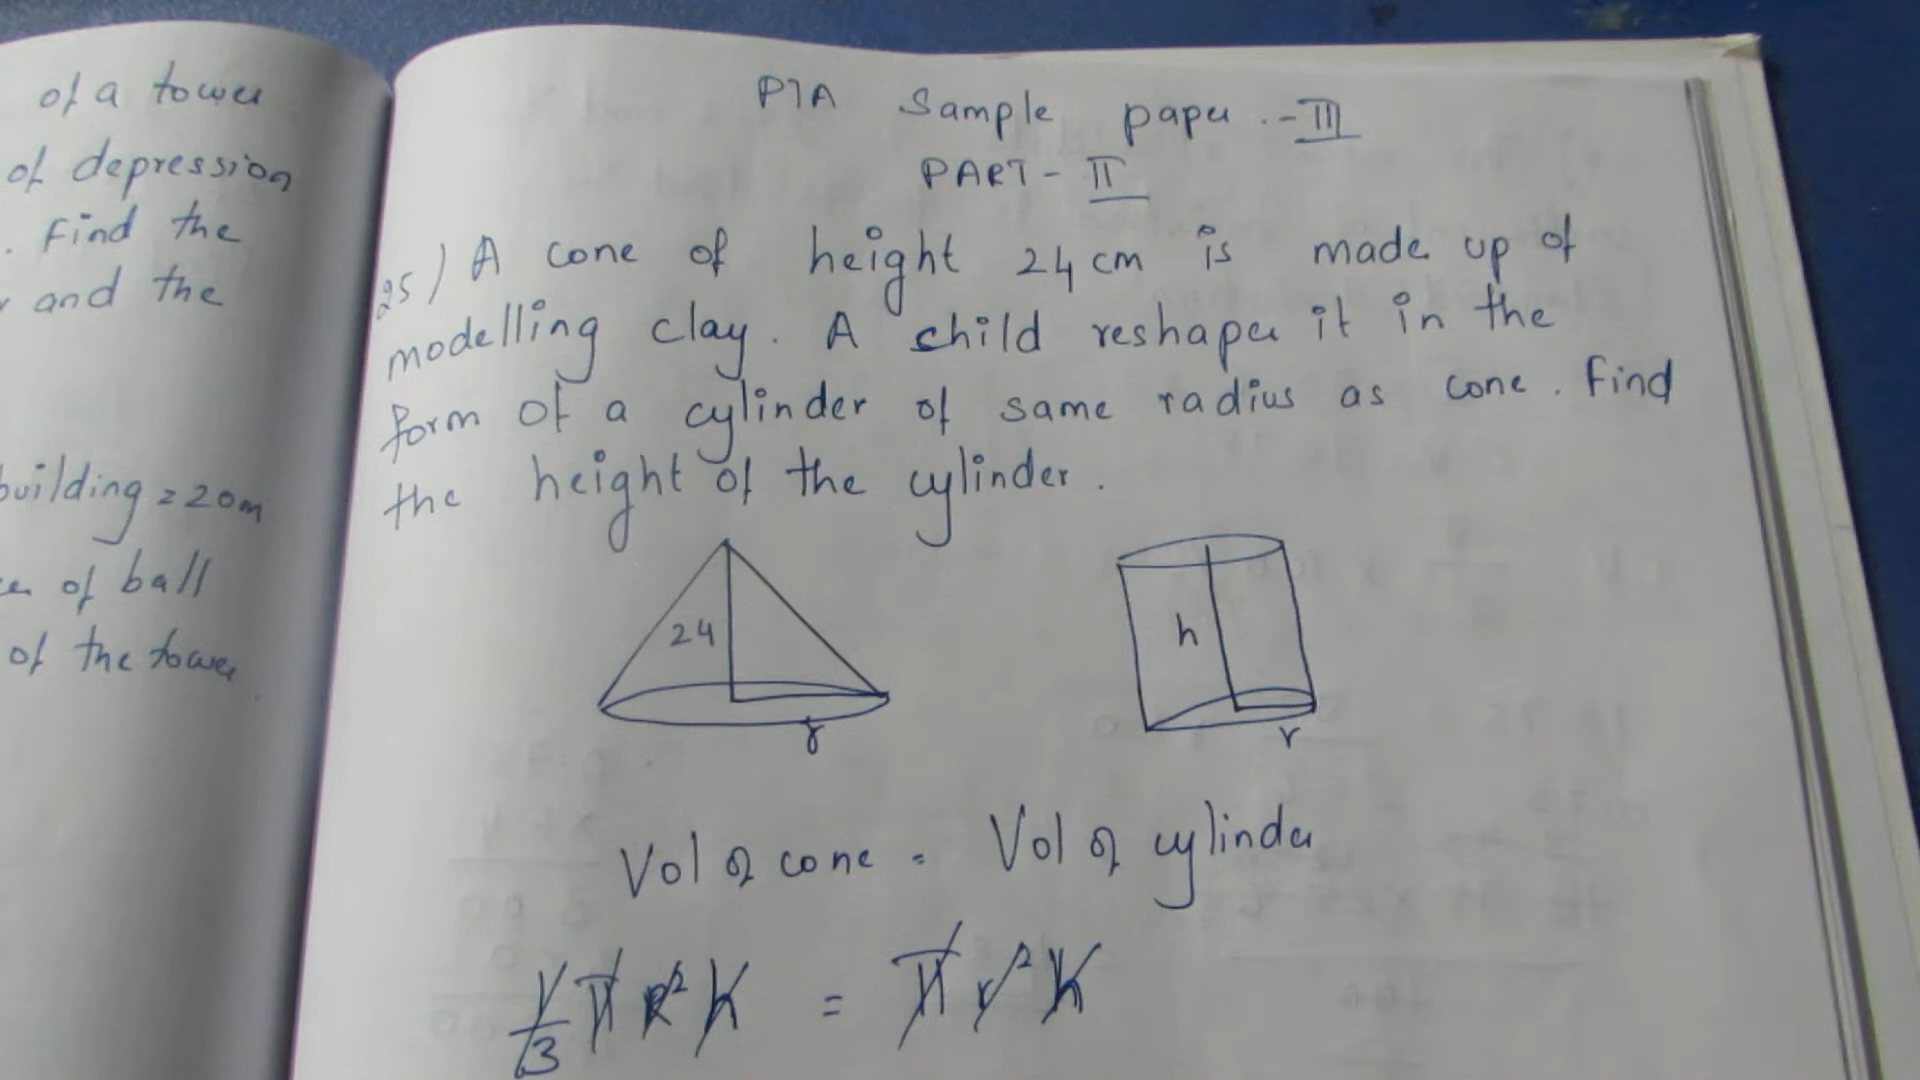 of a tower
of depression
. Find the
and the
building = 20m
of ball
of the tower
PTA Sample paper. - III
PART - II
25) A cone of height 24 cm is made up of
modelling clay. A child reshapes it in the
form of a cylinder of same radius as cone. Find
the height of the cylinder.
24
r
h
r
Vol of cone = Vol of cylinder
1/3 π r² h = π r² h